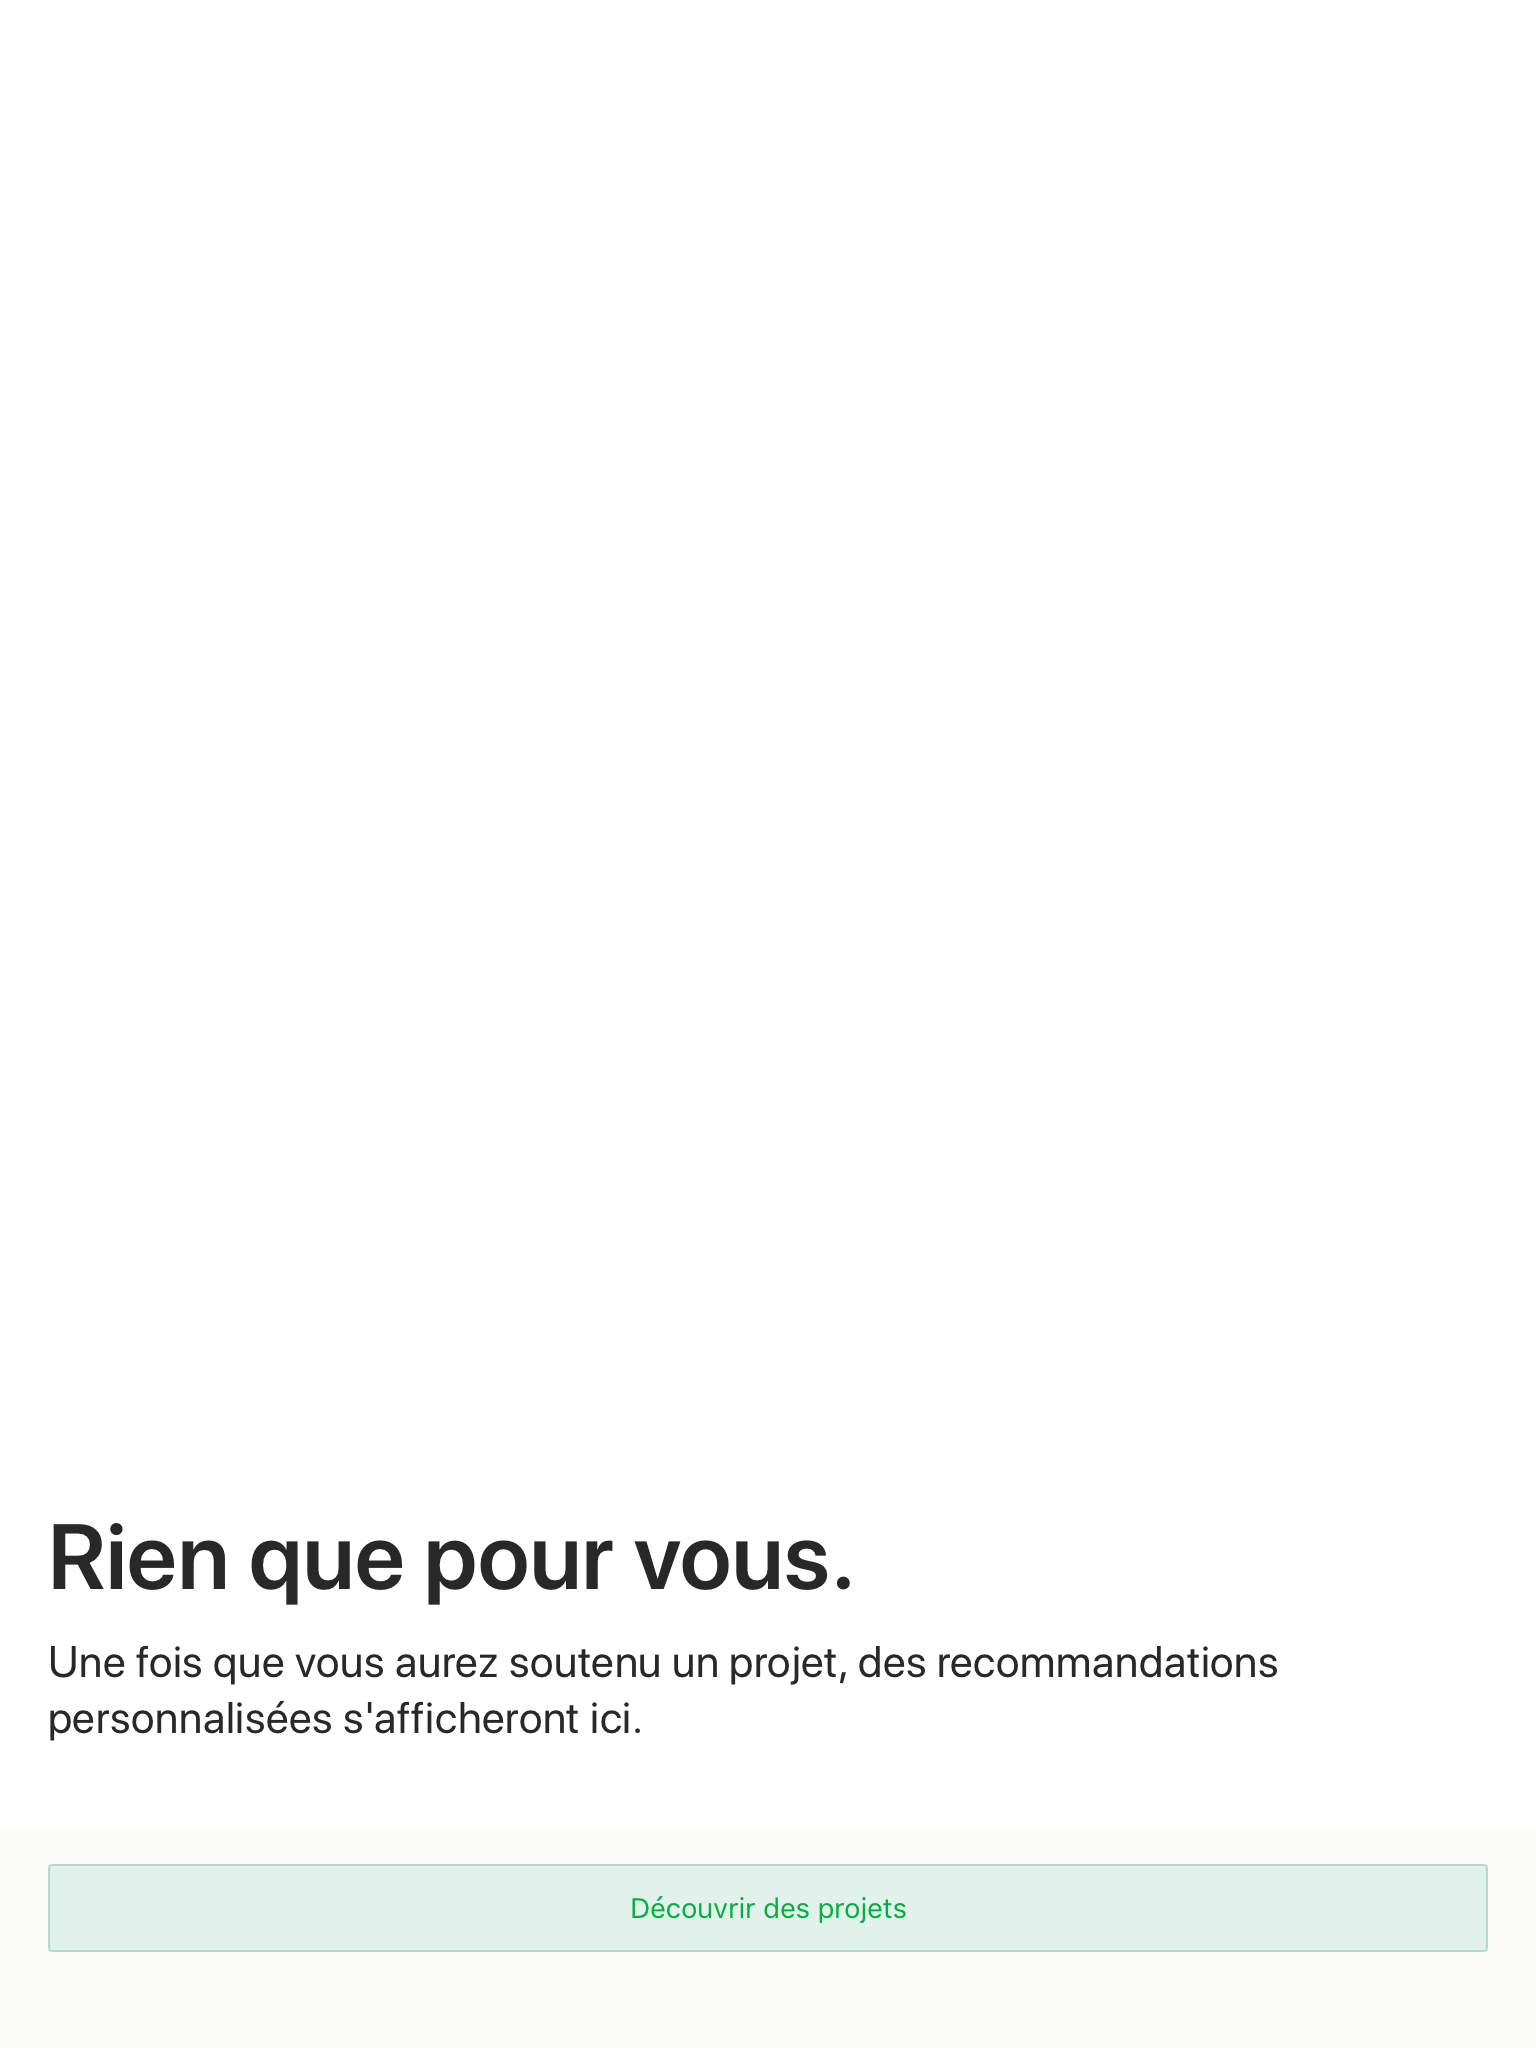 Rien que pour vous.
Une fois que vous aurez soutenu un projet, des recommandations
personnalisées s'afficheront ici.
Découvrir des projets